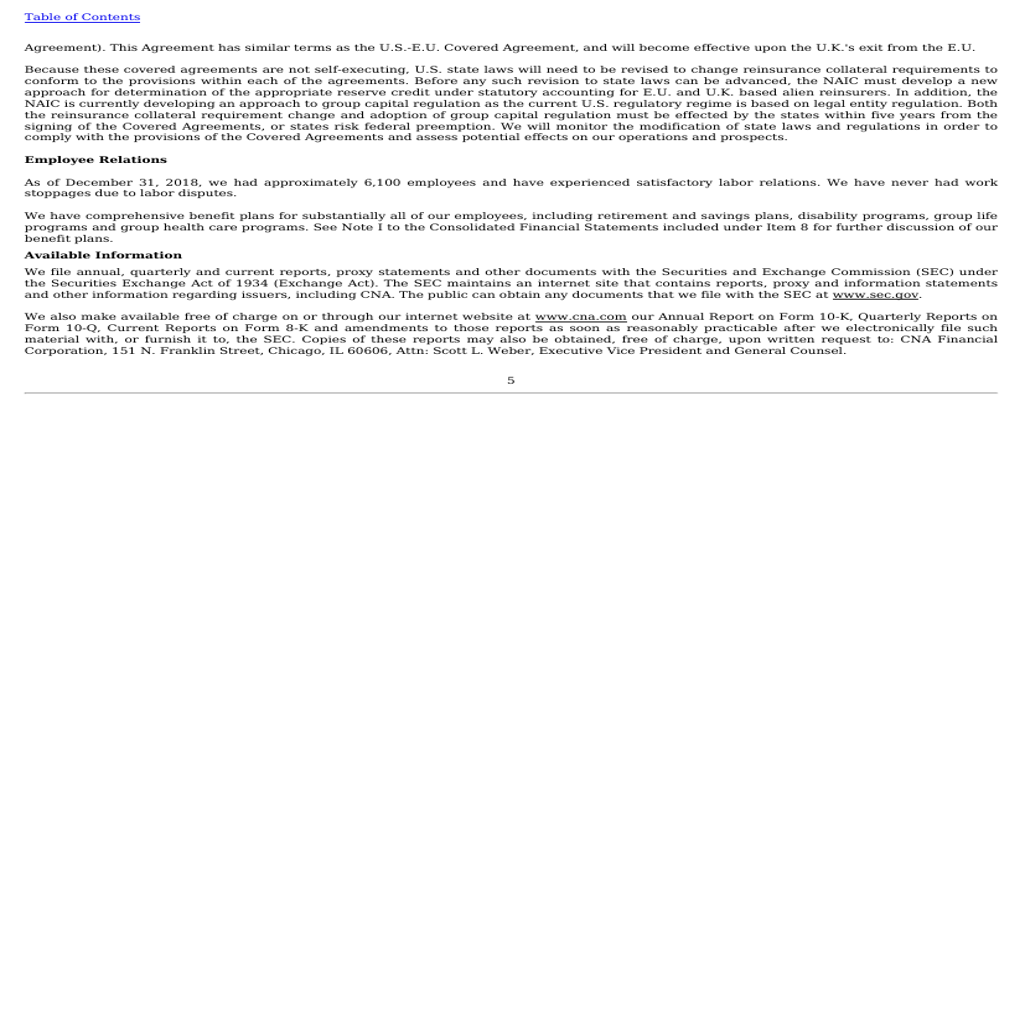 Table of Contents
Agreement). This Agreement has similar terms as the U.S.-E.U. Covered Agreement, and will become effective upon the U.K.'s exit from the E.U.
Because these covered agreements are not self-executing, U.S. state laws will need to be revised to change reinsurance collateral requirements to
conform to the provisions within each of the agreements. Before any such revision to state laws can be advanced, the NAIC must develop a new
approach for determination of the appropriate reserve credit under statutory accounting for E.U. and U.K. based alien reinsurers. In addition, the
NAIC is currently developing an approach to group capital regulation as the current U.S. regulatory regime is based on legal entity regulation. Both
the reinsurance collateral requirement change and adoption of group capital regulation must be effected by the states within five years from the
signing of the Covered Agreements, or states risk federal preemption. We will monitor the modification of state laws and regulations in order to
comply with the provisions of the Covered Agreements and assess potential effects on our operations and prospects.
Employee Relations
As of December 31, 2018, we had approximately 6,100 employees and have experienced satisfactory labor relations. We have never had work
stoppages due to labor disputes.
We have comprehensive benefit plans for substantially all of our employees, including retirement and savings plans, disability programs, group life
programs and group health care programs. See Note I to the Consolidated Financial Statements included under Item 8 for further discussion of our
benefit plans.
Available Information
We file annual, quarterly and current reports, proxy statements and other documents with the Securities and Exchange Commission (SEC) under
the Securities Exchange Act of 1934 (Exchange Act). The SEC maintains an internet site that contains reports, proxy and information statements
and other information regarding issuers, including CNA. The public can obtain any documents that we file with the SEC at www.sec.gov.
We also make available free of charge on or through our internet website at www.cna.com our Annual Report on Form 10-K, Quarterly Reports on
Form 10-Q, Current Reports on Form 8-K and amendments to those reports as soon as reasonably practicable after we electronically file such
material with, or furnish it to, the SEC. Copies of these reports may also be obtained, free of charge, upon written request to: CNA Financial
Corporation, 151 N. Franklin Street, Chicago, IL 60606, Attn: Scott L. Weber, Executive Vice President and General Counsel.
5